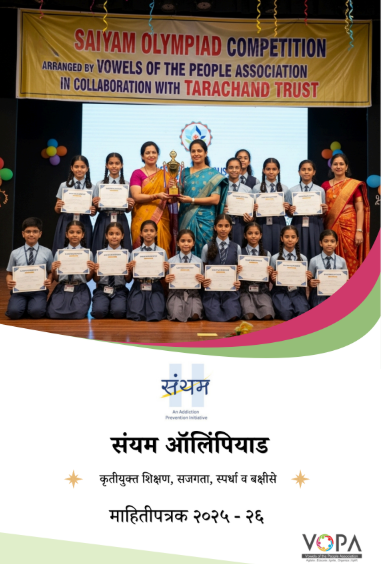 SAIYAM OLYMPIAD COMPETITION
ARRANGED BY VOWELS OF THE PEOPLE ASSOCIATION
IN COLLABORATION WITH TARACHAND TRUST
संयम
An Addiction
Prevention Initiative
संयम ऑलिंपियाड
कृतीयुक्त शिक्षण, सजगता, स्पर्धा व बक्षीसे
माहितीपत्रक २०२५ - २६
VOPA
Vowels of the People Association